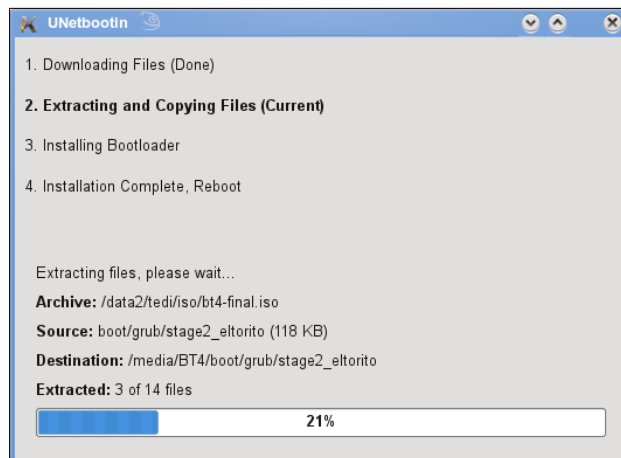 UNetbootin
1. Downloading Files (Done)
2. Extracting and Copying Files (Current)
3. Installing Bootloader
4. Installation Complete, Reboot
Extracting files, please wait...
Archive: /data2/tedi/iso/bt4-final.iso
Source: boot/grub/stage2_eltorito (118 KB)
Destination: /media/BT4/boot/grub/stage2_eltorito
Extracted: 3 of 14 files
21%